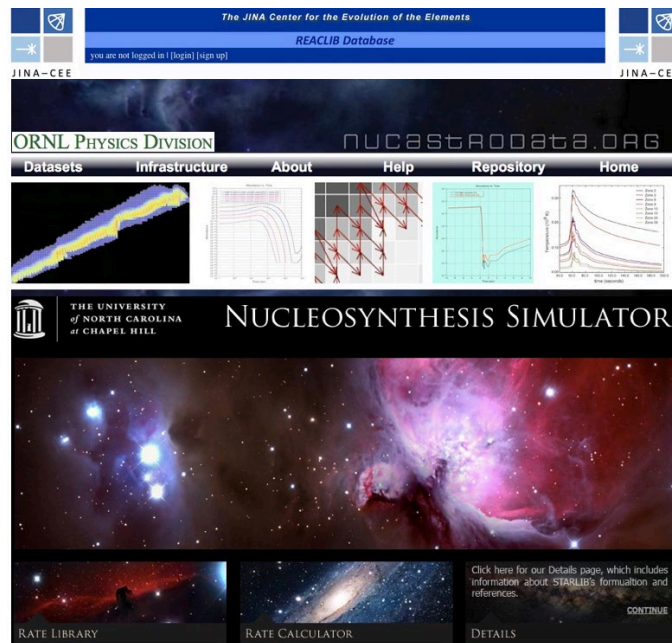 The JINA Center for the Evolution of the Elements
REACLIB Database
you are not logged in | [login] [sign up]
JINA-CEE
JINA-CEE
ORNL PHYSICS DIVISION
nucastrodata.org
Datasets Infrastructure About Help Repository Home
time (seconds)
THE UNIVERSITY
of NORTH CAROLINA
at CHAPEL HILL
NUCLEOSYNTHESIS SIMULATOR
Click here for our Details page, which includes
information about STARLIB's formualtion and
references.
CONTINUE
RATE LIBRARY
RATE CALCULATOR
DETAILS